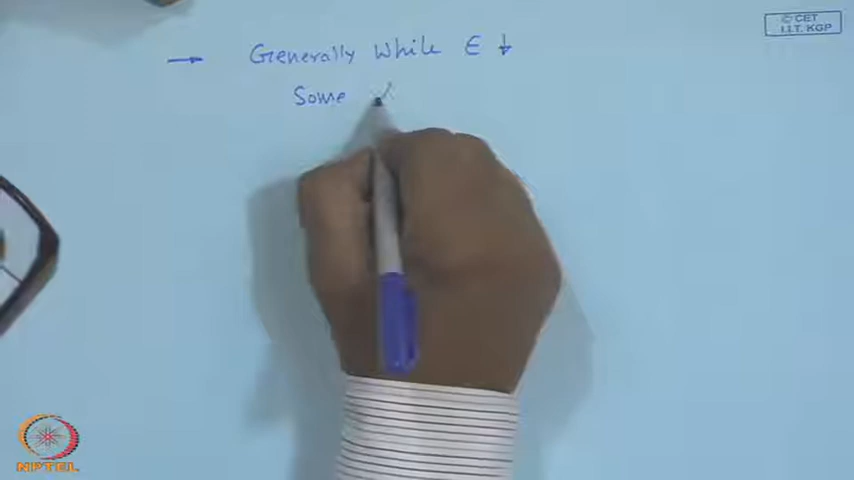 © CET
I.I.T. KGP
→ Generally While E ↓
Some
NPTEL